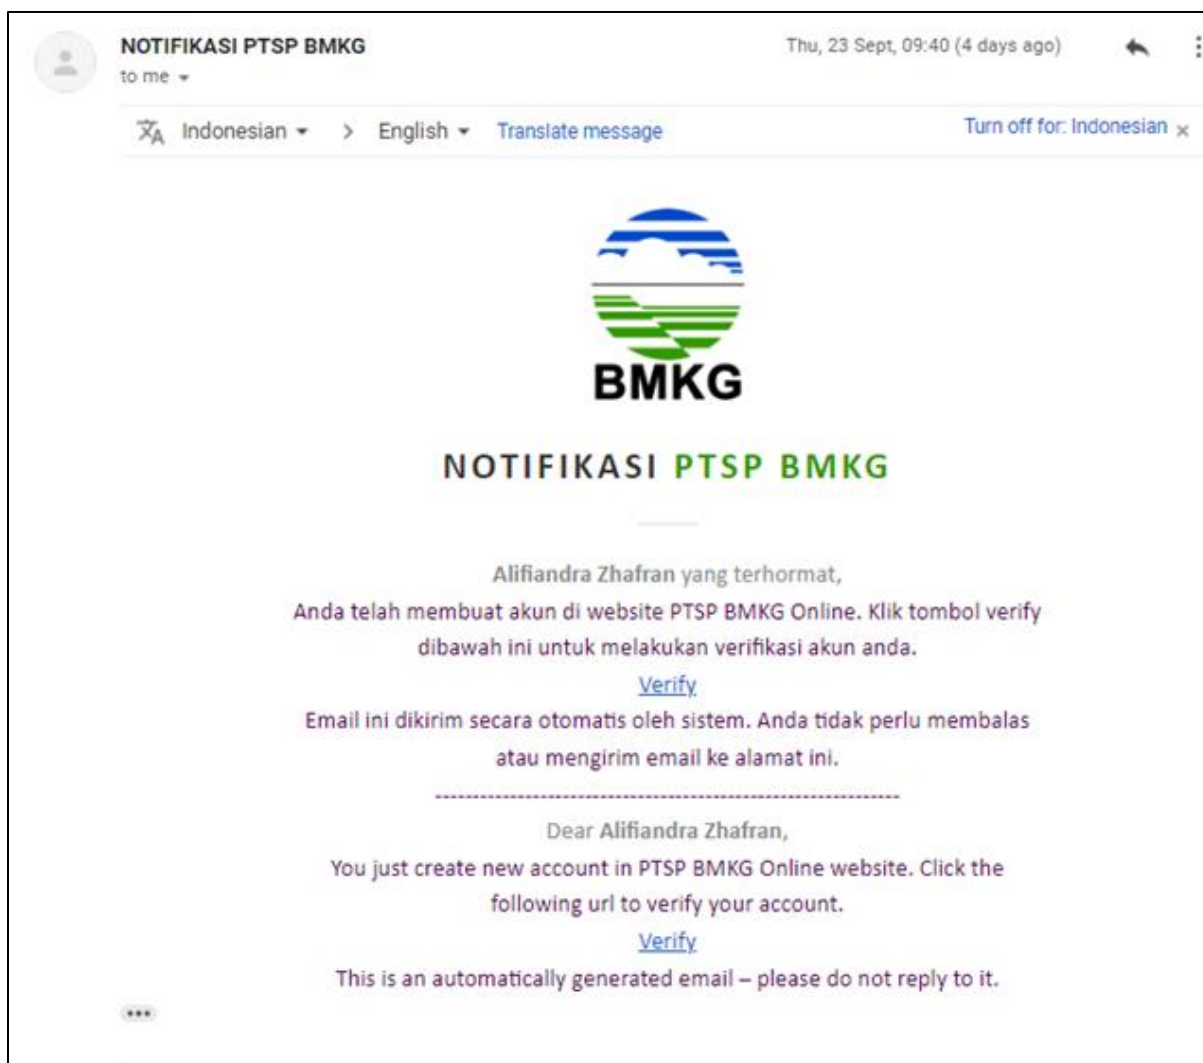 NOTIFIKASI PTSP BMKG
Thu, 23 Sept, 09:40 (4 days ago)
to me
Indonesian > English Translate message
Turn off for: Indonesian ×
BMKG
NOTIFIKASI PTSP BMKG
Alifiandra Zhafran yang terhormat,
Anda telah membuat akun di website PTSP BMKG Online. Klik tombol verify
dibawah ini untuk melakukan verifikasi akun anda.
Verify
Email ini dikirim secara otomatis oleh sistem. Anda tidak perlu membalas
atau mengirim email ke alamat ini.
--------------------------------------------------------------
Dear Alifiandra Zhafran,
You just create new account in PTSP BMKG Online website. Click the
following url to verify your account.
Verify
This is an automatically generated email – please do not reply to it.